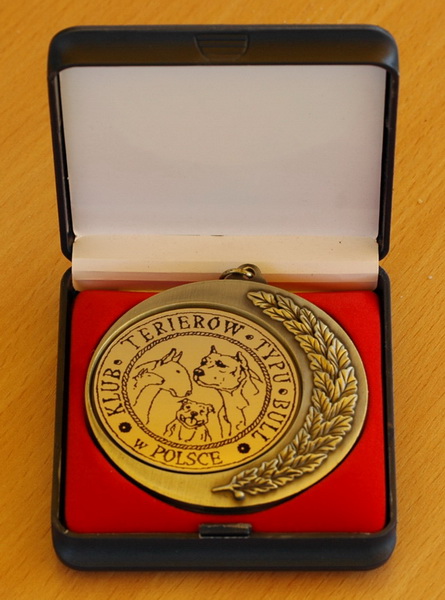 KLUB • TERIERÓW • TYPU • BULL
W POLSCE